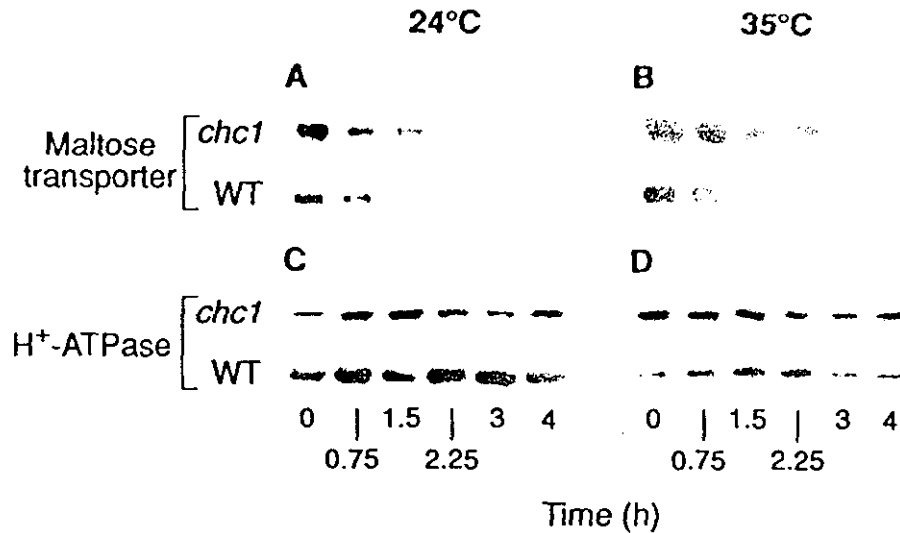 24°C 35°C
A B
Maltose transporter
chc1
WT
C D
H⁺-ATPase
chc1
WT
0 1.5 3 4 0 1.5 3 4
0.75 2.25 0.75 2.25
Time (h)